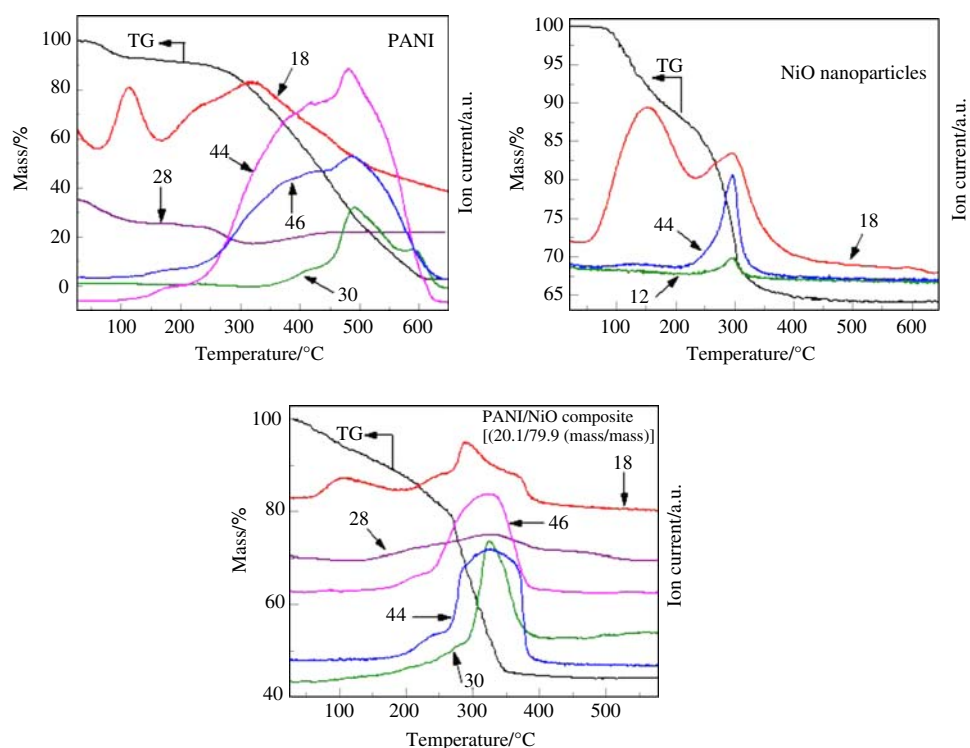 100
80
60
40
20
0
Mass/%
TG
PANI
18
44
28
46
30
Ion current/a.u.
100 200 300 400 500 600
Temperature/°C
100
95
90
85
80
75
70
65
Mass/%
TG
NiO nanoparticles
44
18
12
Ion current/a.u.
100 200 300 400 500 600
Temperature/°C
100
80
60
40
Mass/%
PANI/NiO composite
[(20.1/79.9 (mass/mass)]
TG
18
28
46
44
30
Ion current/a.u.
100 200 300 400 500
Temperature/°C